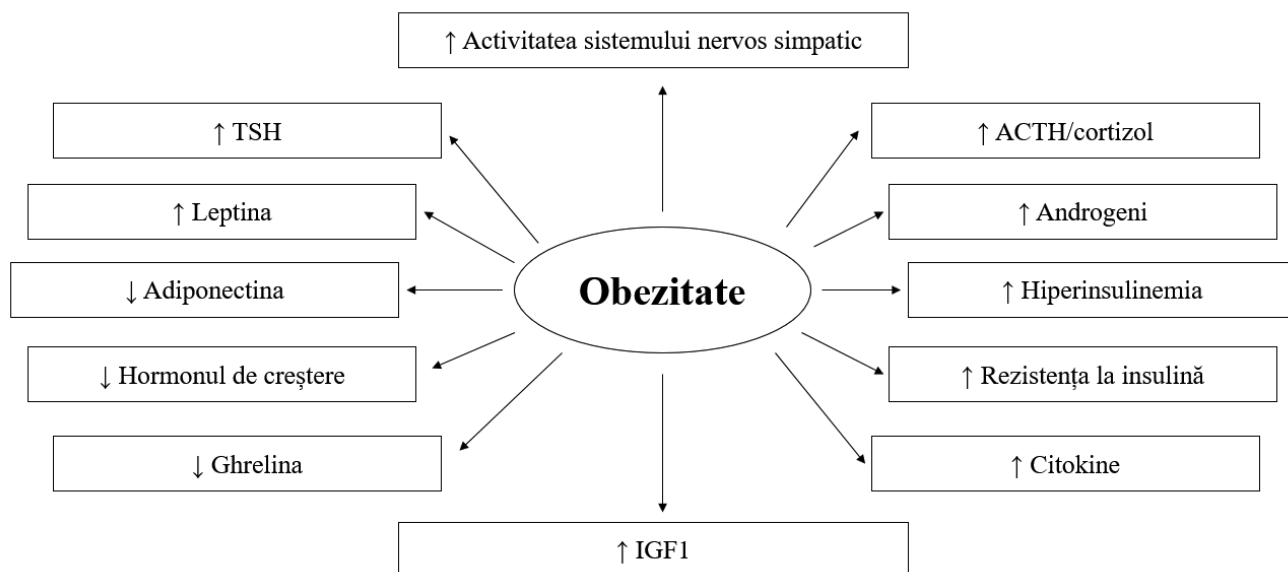 ↑ Activitatea sistemului nervos simpatic
↑ TSH
↑ ACTH/cortizol
↑ Leptina
↑ Androgeni
↓ Adiponectina
Obezitate
↑ Hiperinsulinemia
↓ Hormonul de creștere
↑ Rezistența la insulină
↓ Ghrelina
↑ Citokine
↑ IGF1